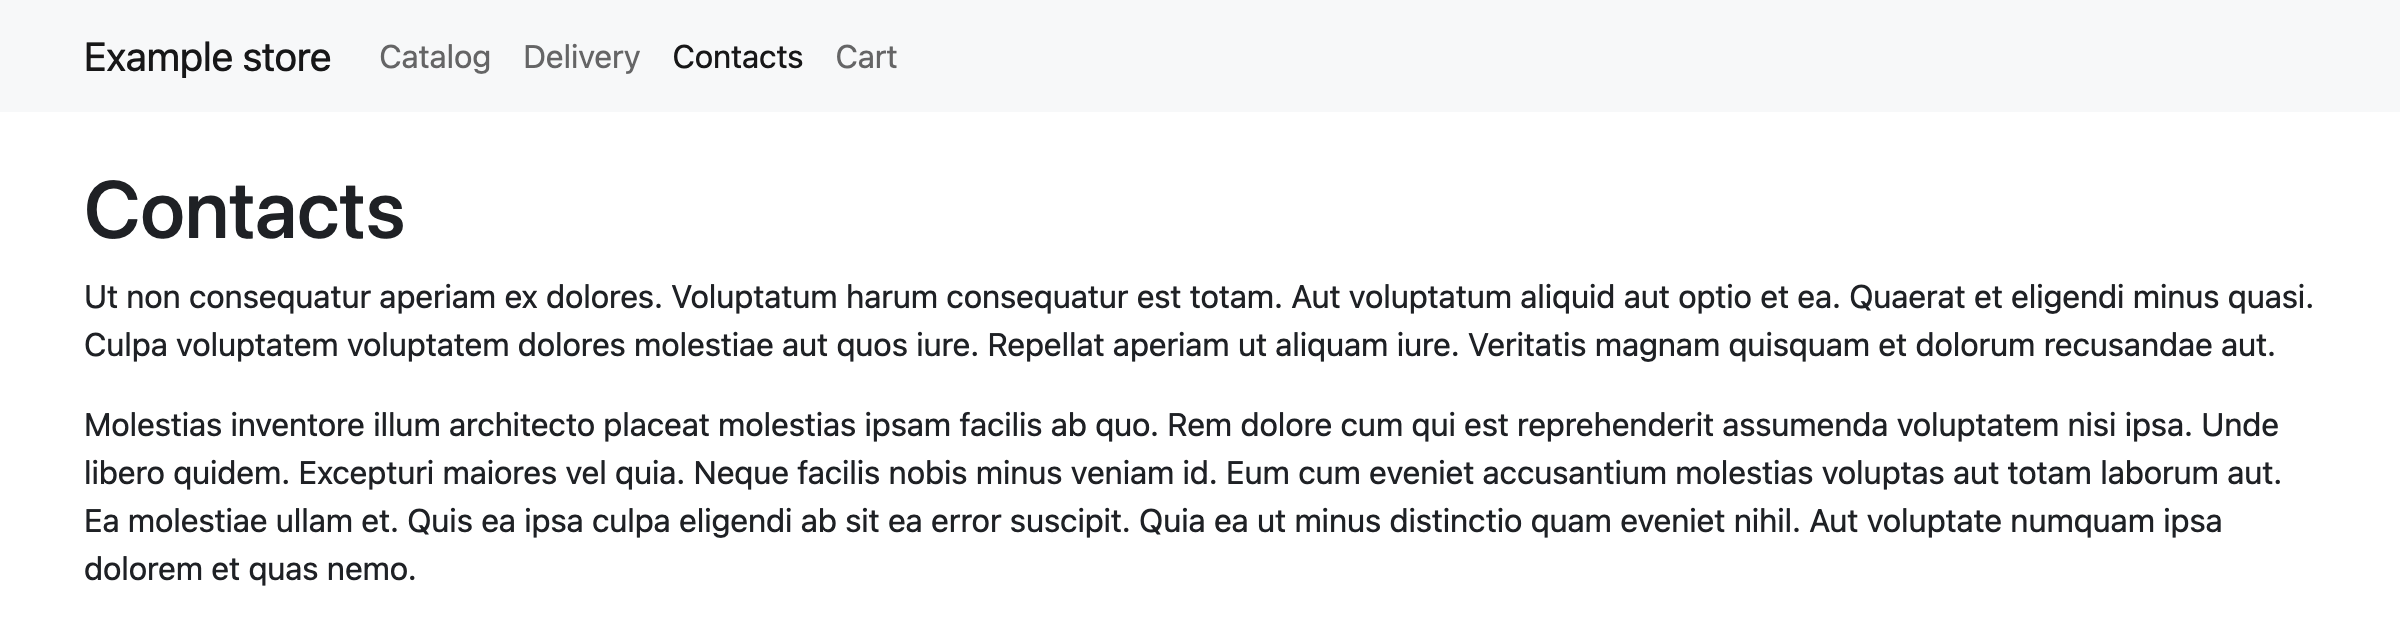 Example store Catalog Delivery Contacts Cart
Contacts
Ut non consequatur aperiam ex dolores. Voluptatum harum consequatur est totam. Aut voluptatum aliquid aut optio et ea. Quaerat et eligendi minus quasi.
Culpa voluptatem voluptatem dolores molestiae aut quos iure. Repellat aperiam ut aliquam iure. Veritatis magnam quisquam et dolorum recusandae aut.
Molestias inventore illum architecto placeat molestias ipsam facilis ab quo. Rem dolore cum qui est reprehenderit assumenda voluptatem nisi ipsa. Unde
libero quidem. Excepturi maiores vel quia. Neque facilis nobis minus veniam id. Eum cum eveniet accusantium molestias voluptas aut totam laborum aut.
Ea molestiae ullam et. Quis ea ipsa culpa eligendi ab sit ea error suscipit. Quia ea ut minus distinctio quam eveniet nihil. Aut voluptate numquam ipsa
dolorem et quas nemo.